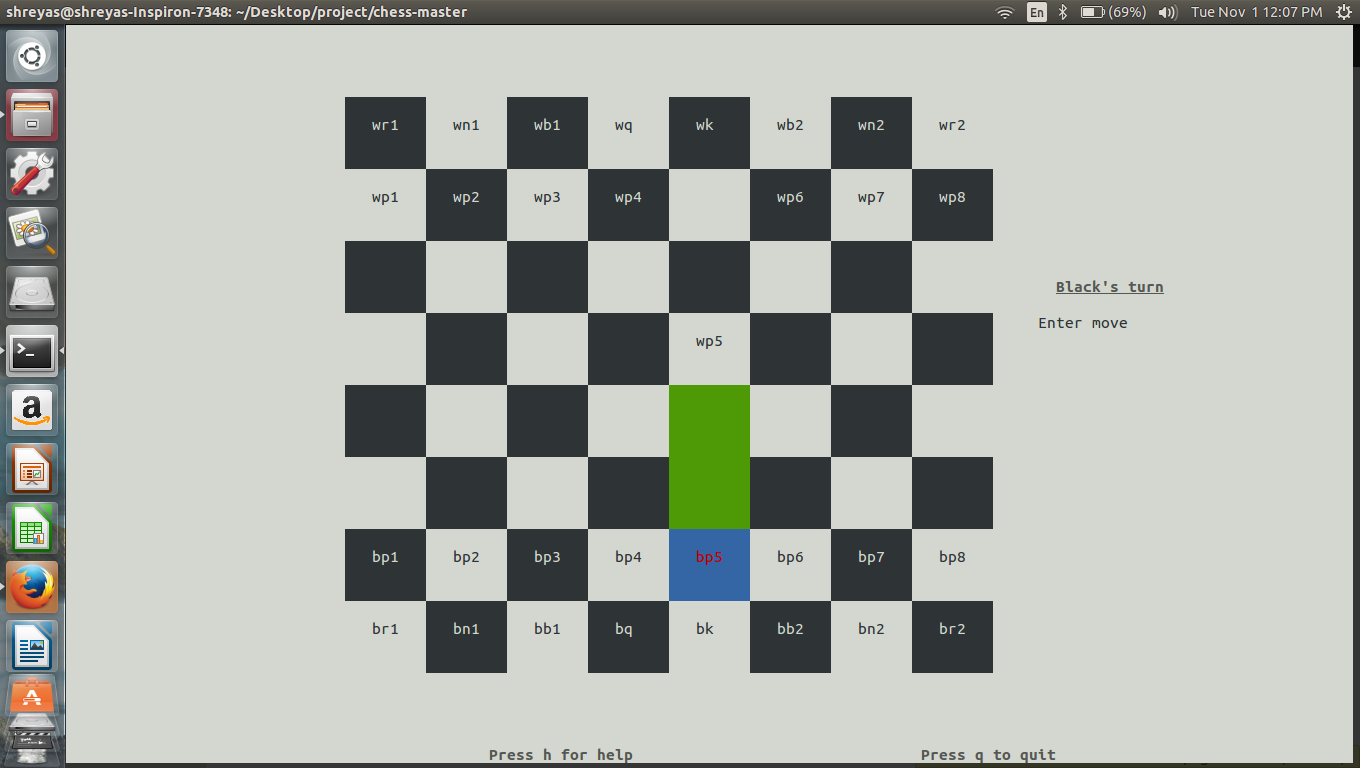 shreyas@shreyas-Inspiron-7348: ~/Desktop/project/chess-master En (69%) Tue Nov 1 12:07 PM
wr1 wn1 wb1 wq wk wb2 wn2 wr2
wp1 wp2 wp3 wp4 wp6 wp7 wp8
Black's turn
Enter move
wp5
bp1 bp2 bp3 bp4 bp5 bp6 bp7 bp8
br1 bn1 bb1 bq bk bb2 bn2 br2
Press h for help Press q to quit